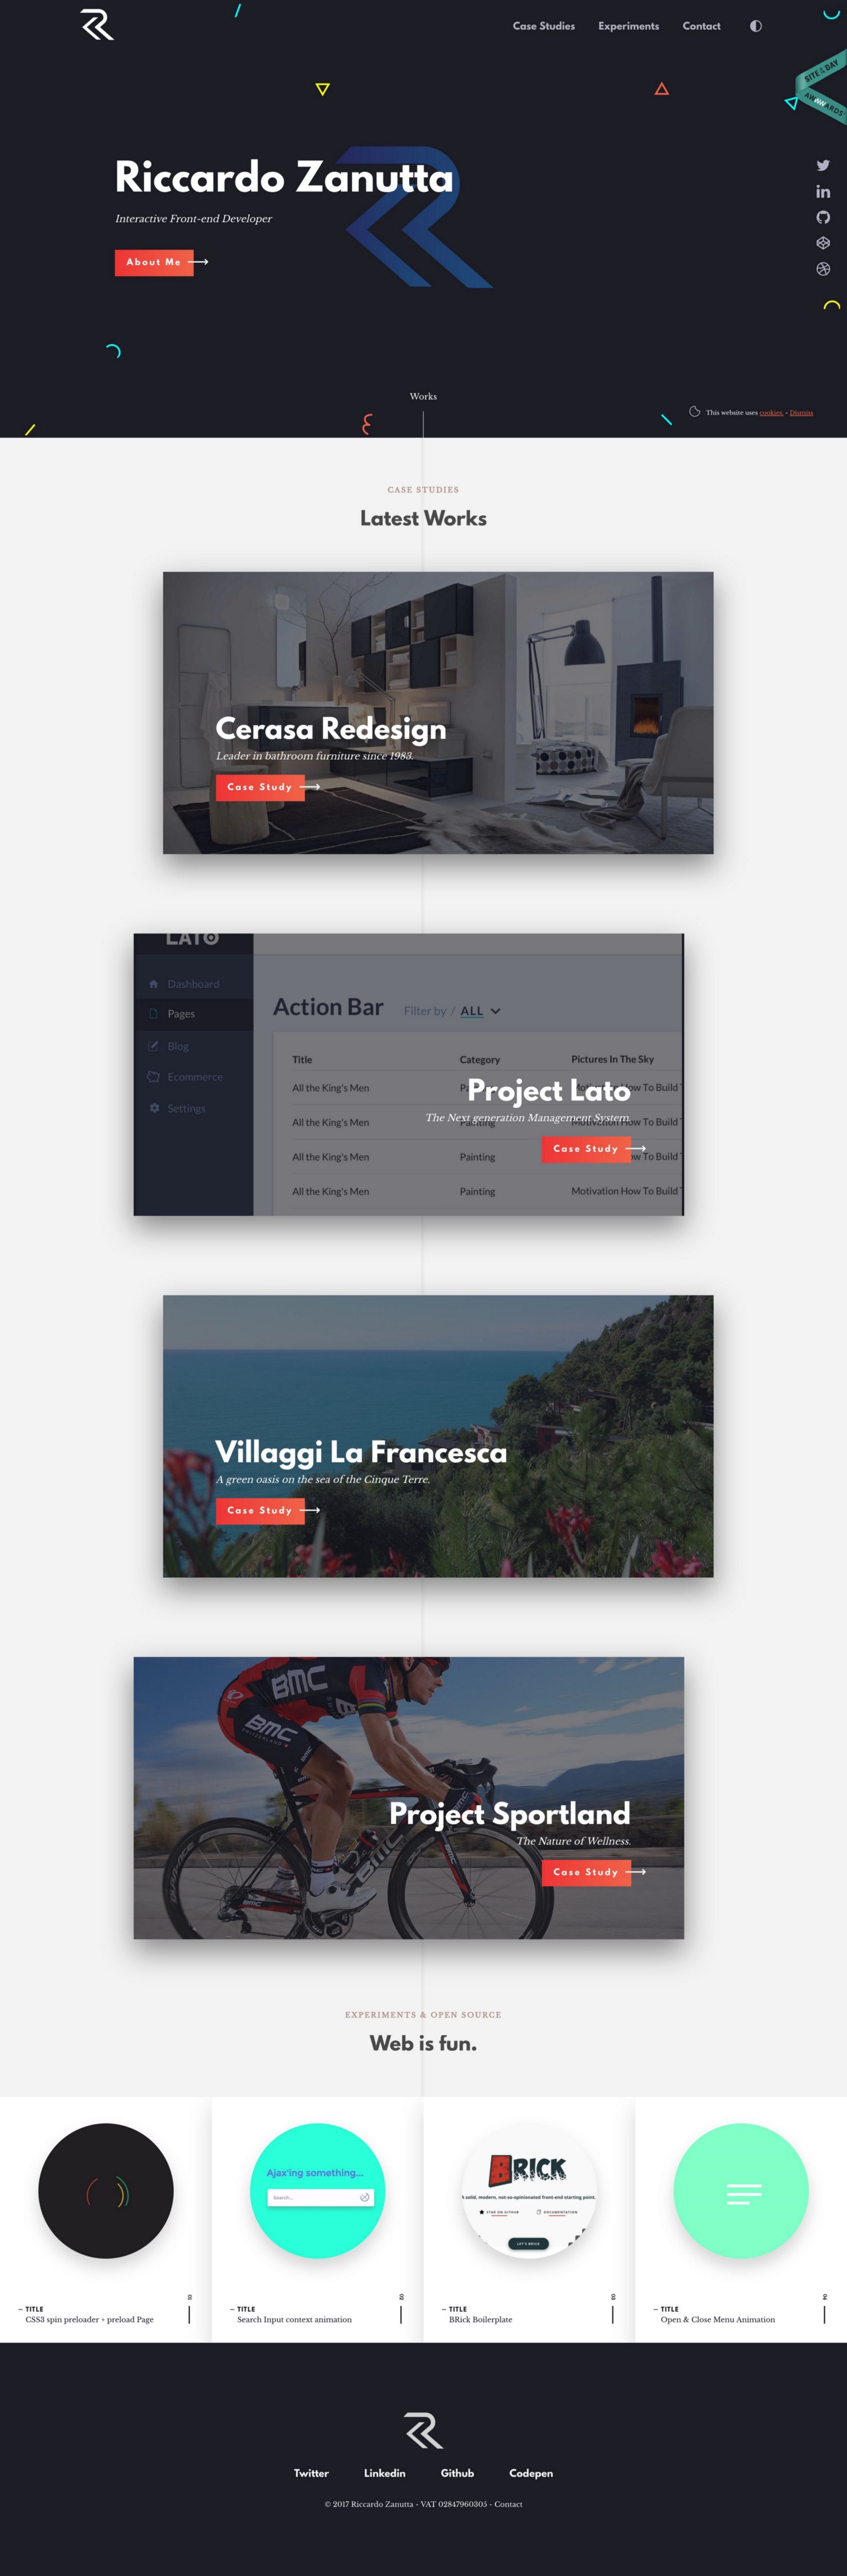 Case Studies
Experiments
Contact
SITE OF THE DAY
AWWWARDS
Riccardo Zanutta
Interactive Front-end Developer
About Me
Works
This website uses cookies. - Dismiss
CASE STUDIES
Latest Works
Cerasa Redesign
Leader in bathroom furniture since 1983.
Case Study
LATO
Dashboard
Pages
Blog
Ecommerce
Settings
Action Bar
Filter by / ALL
Title Category Pictures In The Sky
All the King's Men
All the King's Men Painting Motivation How To Build
All the King's Men Painting
All the King's Men Painting Motivation How To Build
Project Lato
The Next generation Management System.
Case Study
Villaggi La Francesca
A green oasis on the sea of the Cinque Terre.
Case Study
BMC
BMC
SWITZERLAND
BMC
Project Sportland
The Nature of Wellness.
Case Study
EXPERIMENTS & OPEN SOURCE
Web is fun.
– TITLE
CSS3 spin preloader + preload Page
Ajax'ing something...
Search...
– TITLE
Search Input context animation
BRICK
A solid, modern, not-so-opinionated front-end starting point.
STAR ON GITHUB
DOCUMENTATION
LET'S BRICK
– TITLE
BRick Boilerplate
– TITLE
Open & Close Menu Animation
Twitter
Linkedin
Github
Codepen
© 2017 Riccardo Zanutta - VAT 02847960305 - Contact